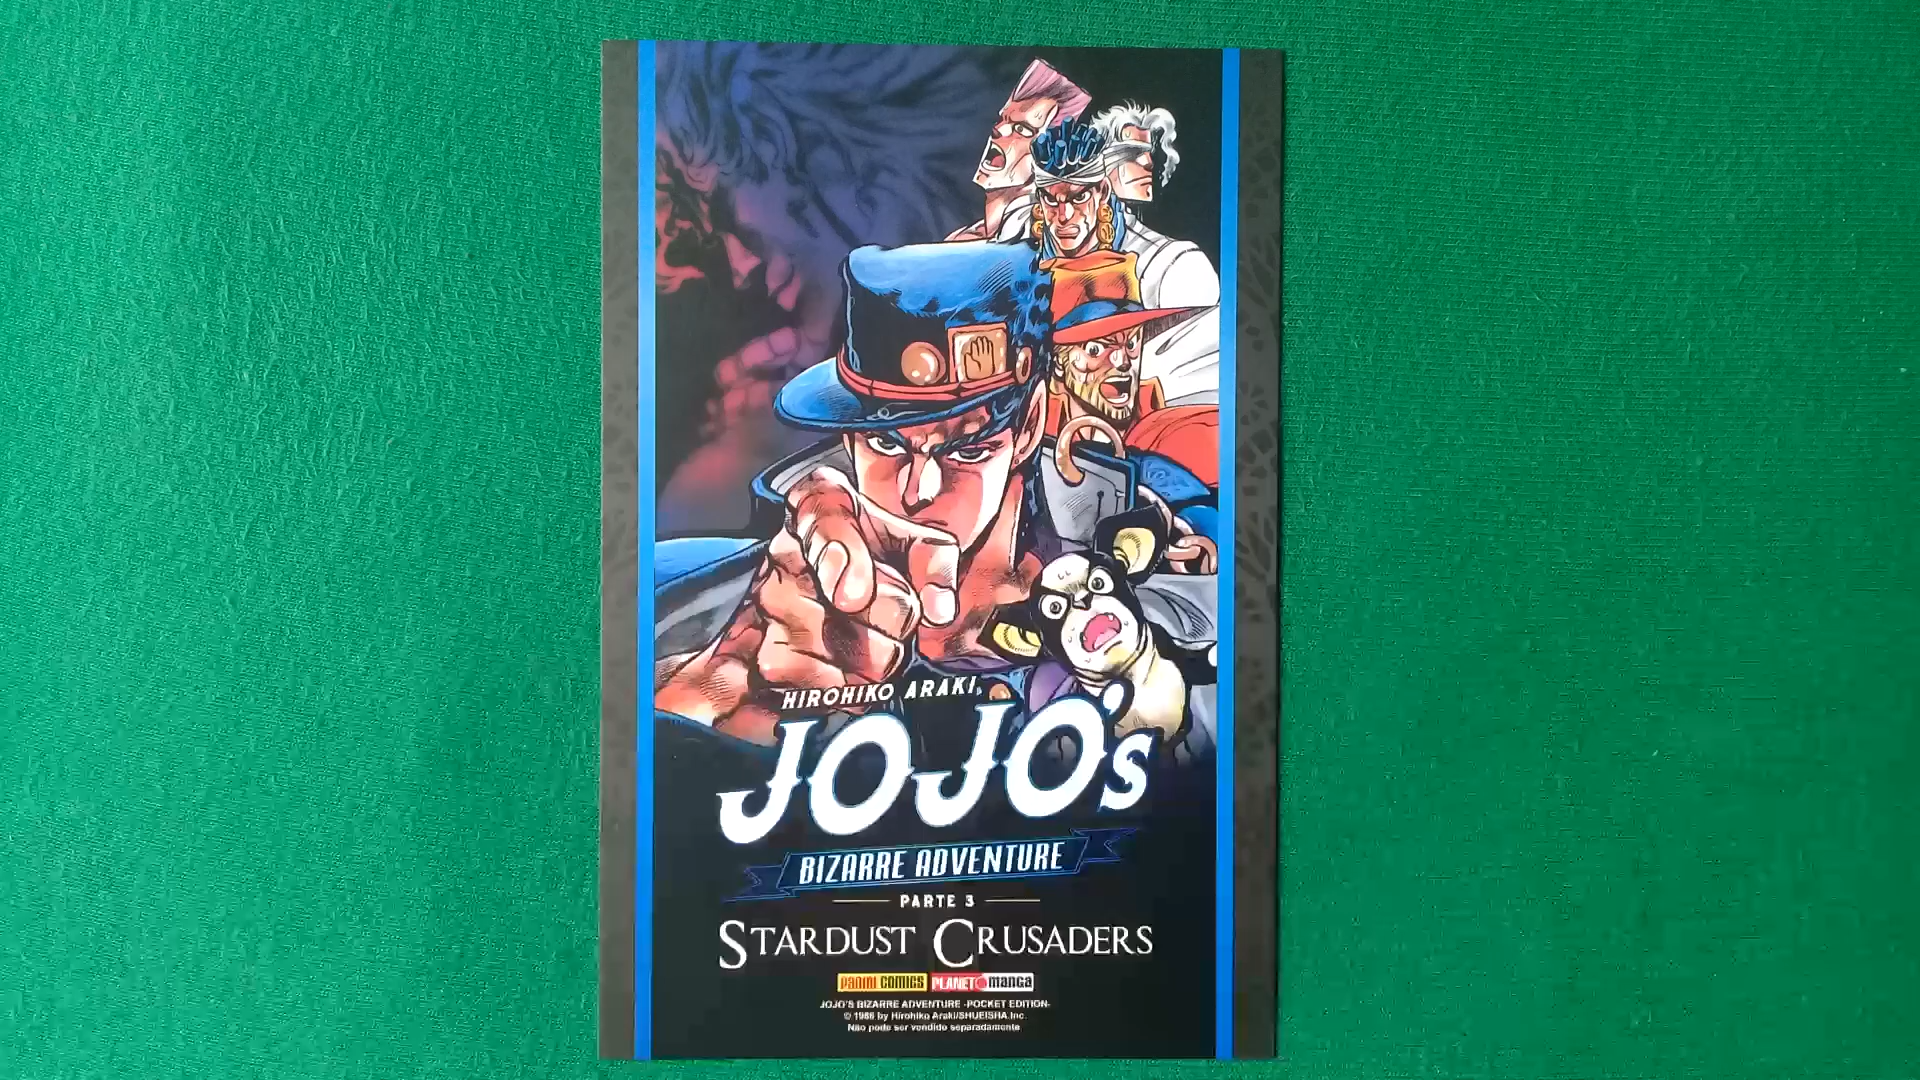 HIROHIKO ARAKI
JOJO's
BIZARRE ADVENTURE
PARTE 3
STARDUST CRUSADERS
PANINI COMICS PLANET manga
JOJO'S BIZARRE ADVENTURE -POCKET EDITION-
© 1986 by Hirohiko Araki/SHUEISHA Inc.
Não pode ser vendido separadamente